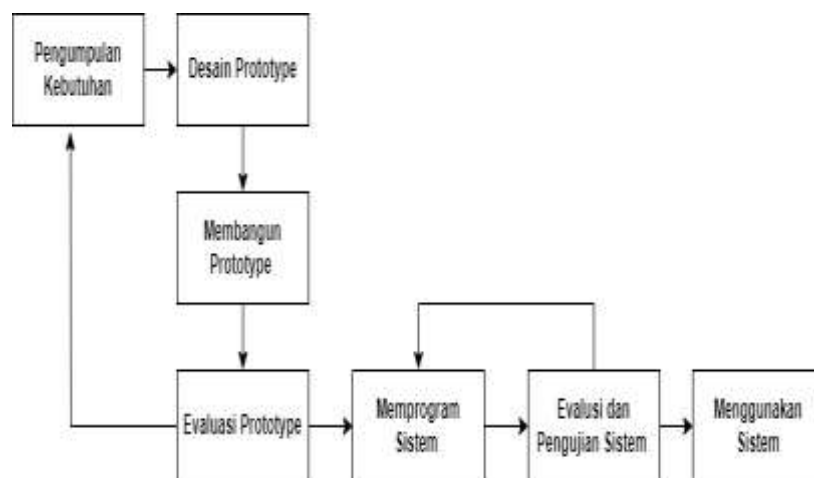 Pengumpulan
Kebutuhan
Desain Prototype
Membangun
Prototype
Evaluasi Prototype
Memprogram
Sistem
Evalusi dan
Pengujian Sistem
Menggunakan
Sistem